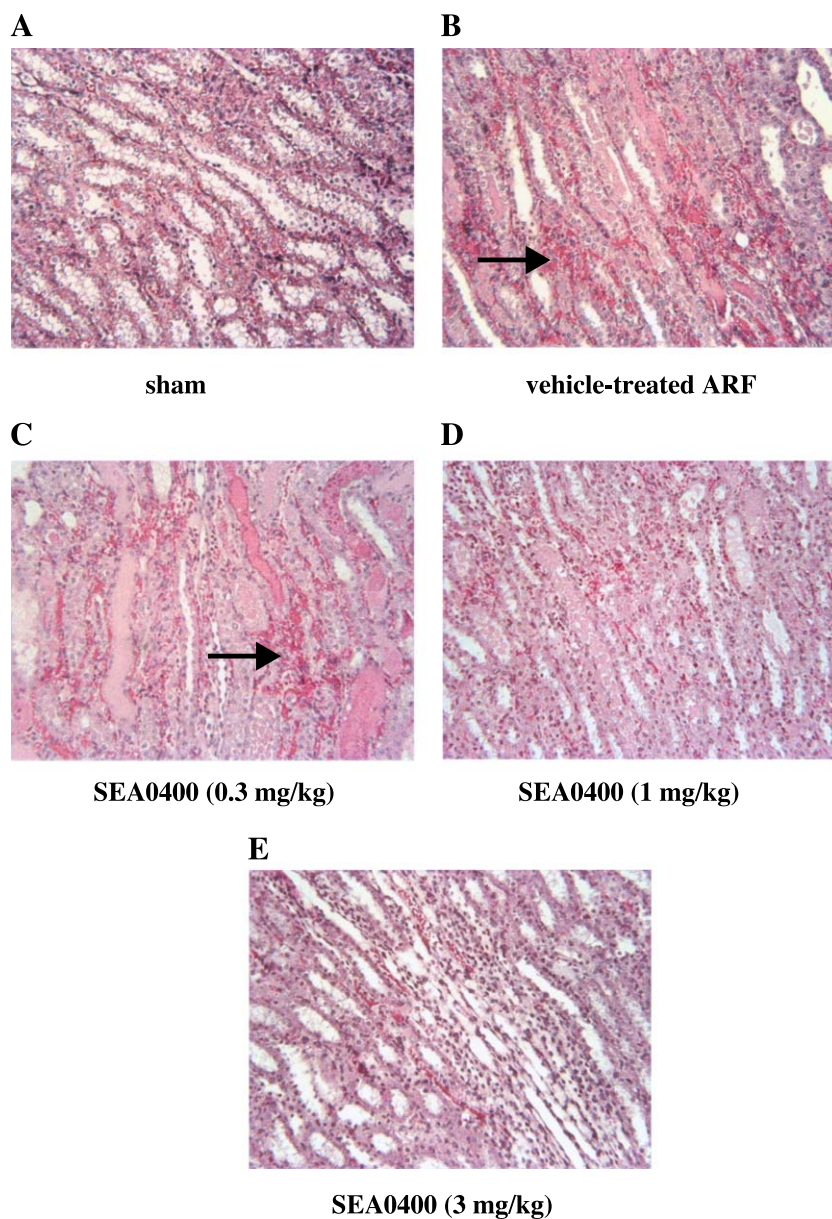 A
B
sham
vehicle-treated ARF
C
D
SEA0400 (0.3 mg/kg)
SEA0400 (1 mg/kg)
E
SEA0400 (3 mg/kg)